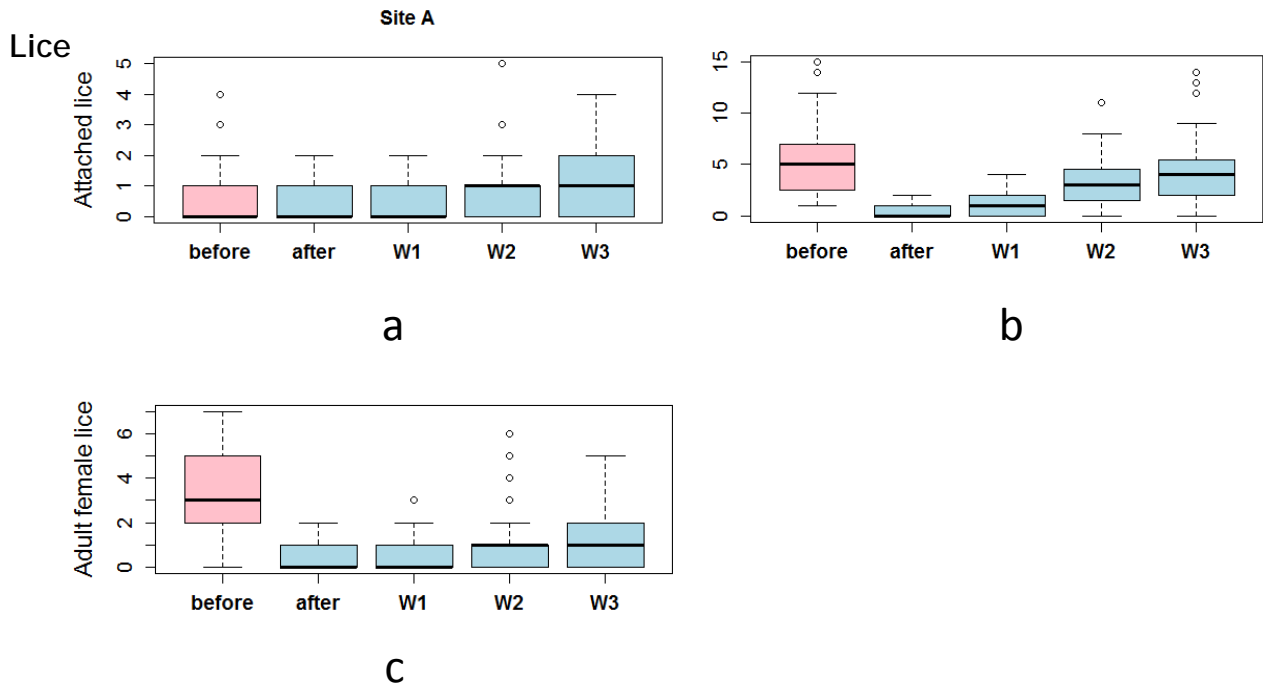 Site A
Lice
Attached lice
5
4
3
2
1
0
before after W1 W2 W3
a
15
10
5
0
before after W1 W2 W3
b
Adult female lice
6
4
2
0
before after W1 W2 W3
c